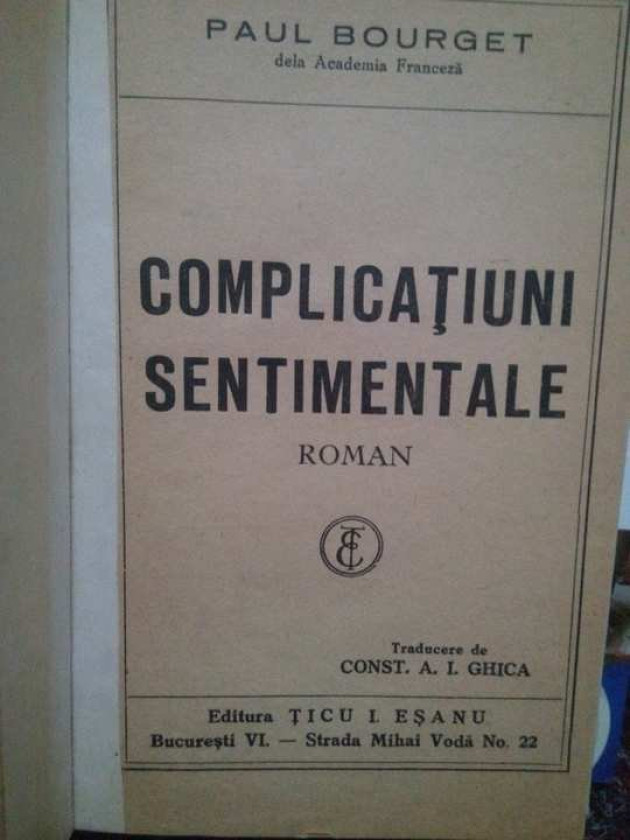 PAUL BOURGET
dela Academia Franceză
COMPLICAŢIUNI
SENTIMENTALE
ROMAN
Traducere de
CONST. A. I. GHICA
Editura ŢICU I. EŞANU
Bucureşti VI. — Strada Mihai Vodă No. 22